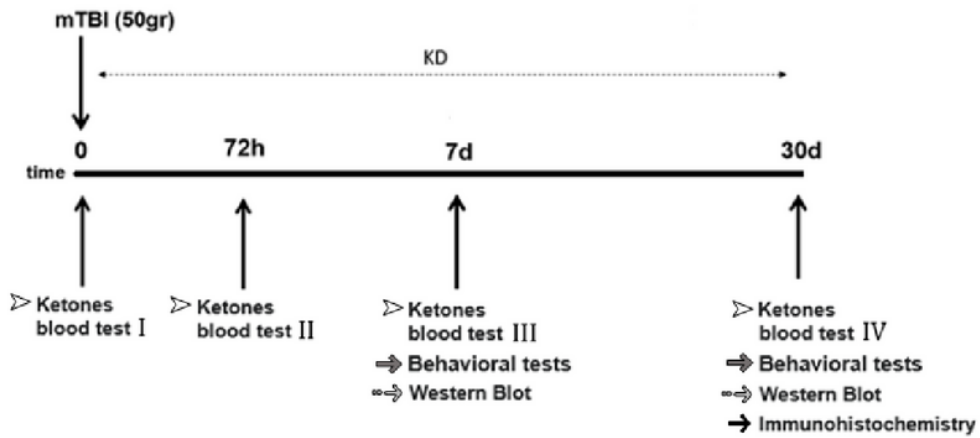 mTBI (50gr)
KD
0
72h
7d
30d
time
Ketones
blood test I
Ketones
blood test II
Ketones
blood test III
Behavioral tests
Western Blot
Ketones
blood test IV
Behavioral tests
Western Blot
Immunohistochemistry